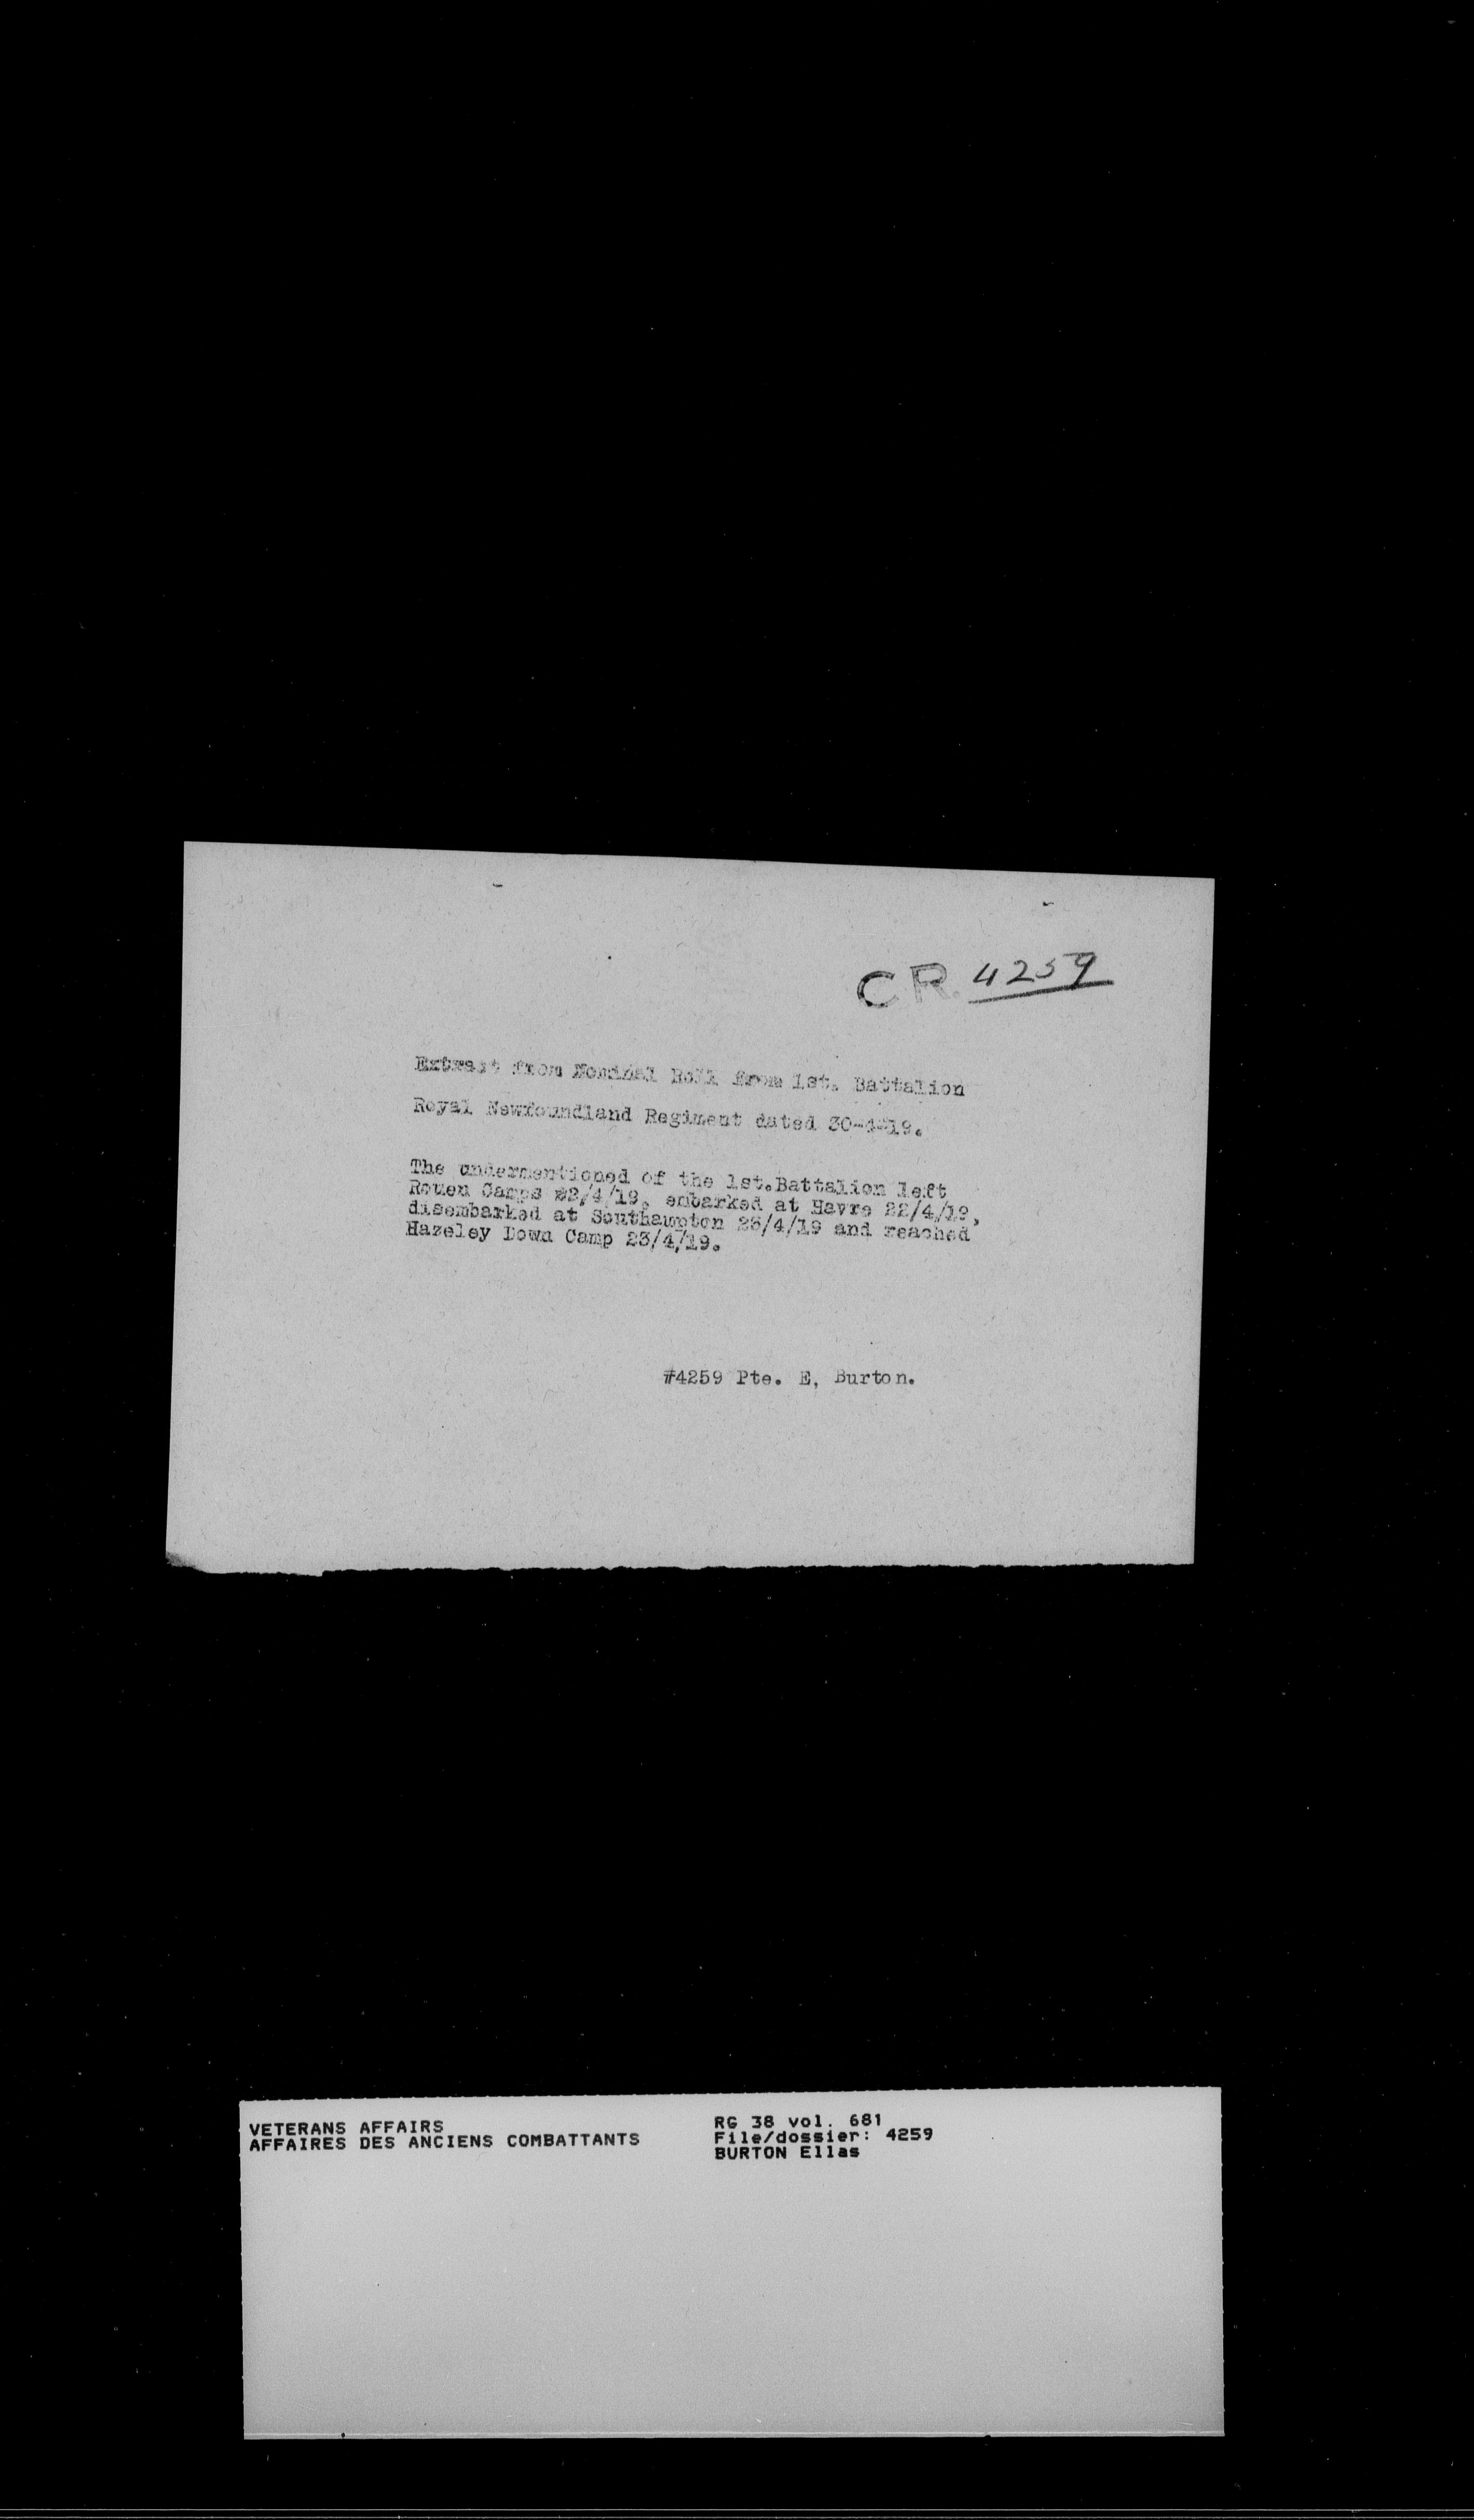 CR. 4259
Extract from Nominal Roll from 1st. Battalion
Royal Newfoundland Regiment dated 30-4-19.
The undermentioned of the 1st.Battalion left
Rouen Camps 22/4/19, embarked at Havre 22/4/19,
disembarked at Southampton 23/4/19 and reached
Hazeley Down Camp 23/4/19.
#4259 Pte. E, Burton.
VETERANS AFFAIRS
AFFAIRES DES ANCIENS COMBATTANTS
RG 38 vol. 681
File/dossier: 4259
BURTON Elias